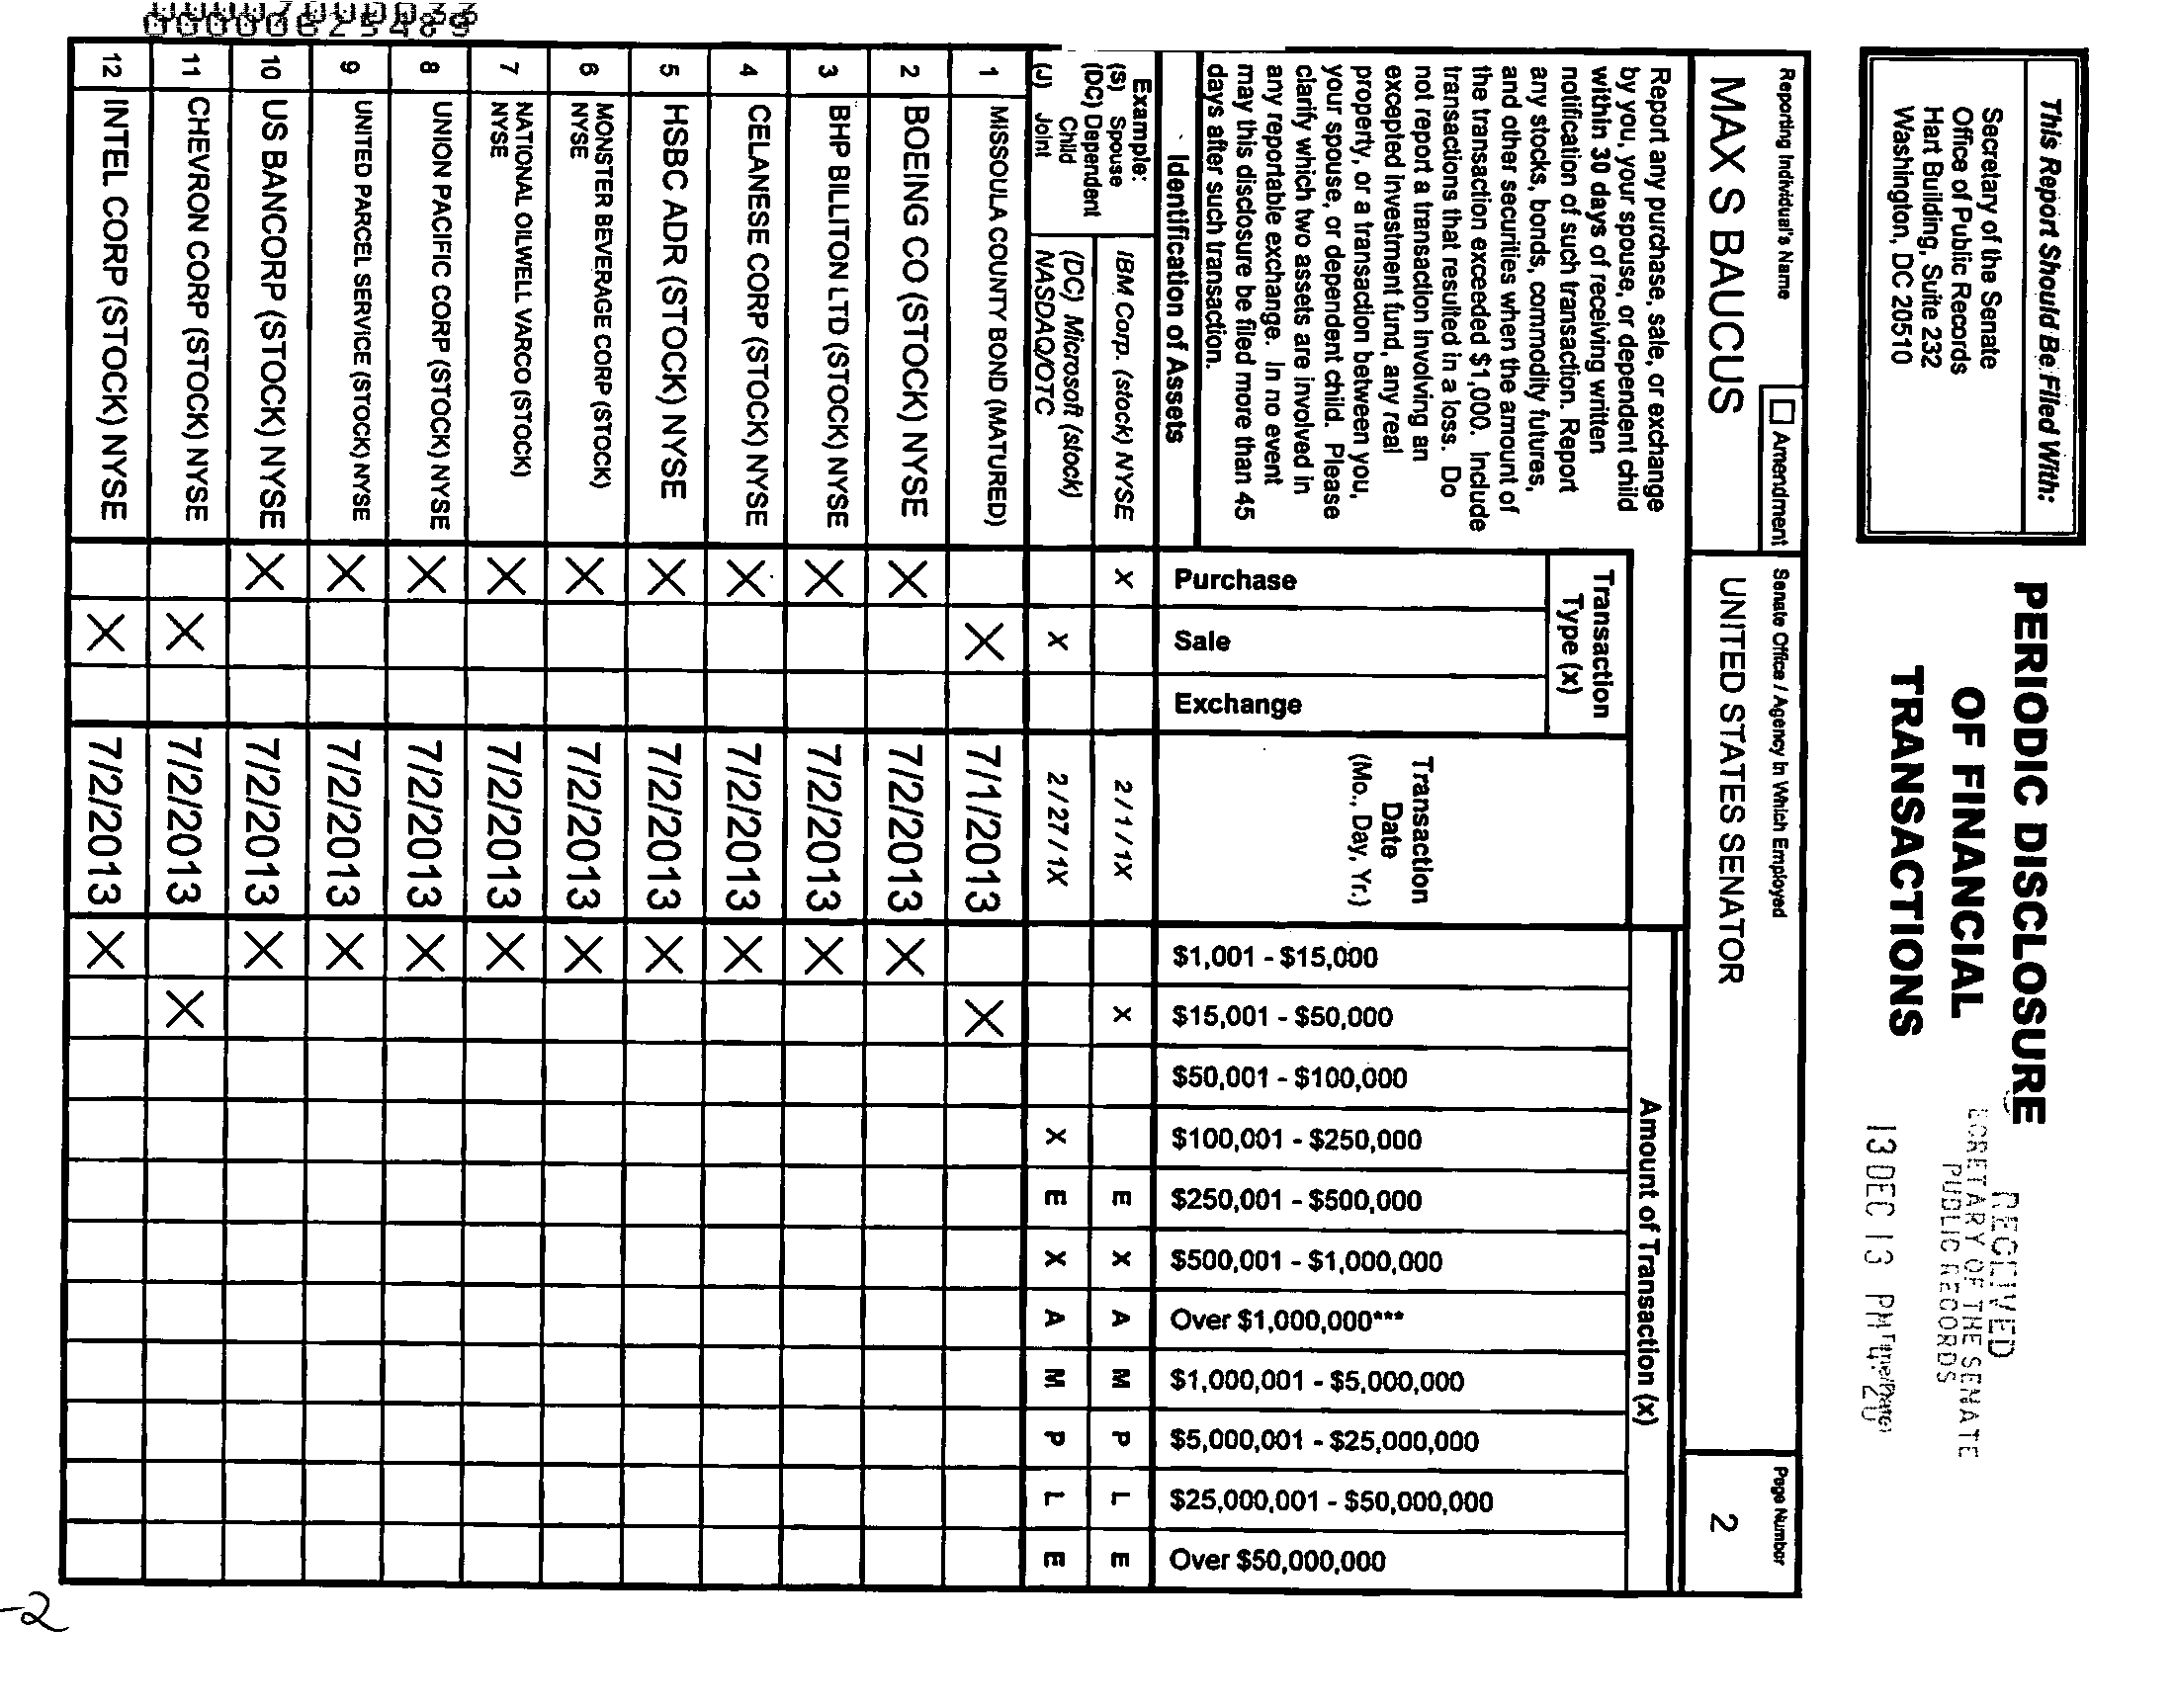 This Report Should Be Filed With:
Secretary of the Senate
Office of Public Records
Hart Building, Suite 232
Washington, DC 20510
PERIODIC DISCLOSURE
OF FINANCIAL
TRANSACTIONS
RECEIVED
SECRETARY OF THE SENATE
PUBLIC RECORDS
13 DEC 13 PM 4:20
Reporting Individual's Name
☐ Amendment
Senate Office / Agency in Which Employed
Page Number
MAX S BAUCUS
UNITED STATES SENATOR
2
Report any purchase, sale, or exchange
by you, your spouse, or dependent child
within 30 days of receiving written
notification of such transaction. Report
any stocks, bonds, commodity futures,
and other securities when the amount of
the transaction exceeded $1,000. Include
transactions that resulted in a loss. Do
not report a transaction involving an
excepted investment fund, any real
property, or a transaction between you,
your spouse, or dependent child. Please
clarify which two assets are involved in
any reportable exchange. In no event
may this disclosure be filed more than 45
days after such transaction.
Identification of Assets
Transaction
Type (x)
Purchase
Sale
Exchange
Transaction
Date
(Mo., Day, Yr.)
Amount of Transaction (x)
$1,001 - $15,000
$15,001 - $50,000
$50,001 - $100,000
$100,001 - $250,000
$250,001 - $500,000
$500,001 - $1,000,000
Over $1,000,000***
$1,000,001 - $5,000,000
$5,000,001 - $25,000,000
$25,000,001 - $50,000,000
Over $50,000,000
Example:
(S) Spouse
(DC) Dependent
Child
(J) Joint
IBM Corp. (stock) NYSE X 2 / 1 / 1X X E X A M P L E
(DC) Microsoft (stock)
NASDAQ/OTC X 2 / 27 / 1X X E X A M P L E
1 MISSOULA COUNTY BOND (MATURED) X 7/1/2013 X
2 BOEING CO (STOCK) NYSE X 7/2/2013 X
3 BHP BILLITON LTD (STOCK) NYSE X 7/2/2013 X
4 CELANESE CORP (STOCK) NYSE X 7/2/2013 X
5 HSBC ADR (STOCK) NYSE X 7/2/2013 X
6 MONSTER BEVERAGE CORP (STOCK)
NYSE X 7/2/2013 X
7 NATIONAL OILWELL VARCO (STOCK)
NYSE X 7/2/2013 X
8 UNION PACIFIC CORP (STOCK) NYSE X 7/2/2013 X
9 UNITED PARCEL SERVICE (STOCK) NYSE X 7/2/2013 X
10 US BANCORP (STOCK) NYSE X 7/2/2013 X
11 CHEVRON CORP (STOCK) NYSE X 7/2/2013 X
12 INTEL CORP (STOCK) NYSE X 7/2/2013 X
-2